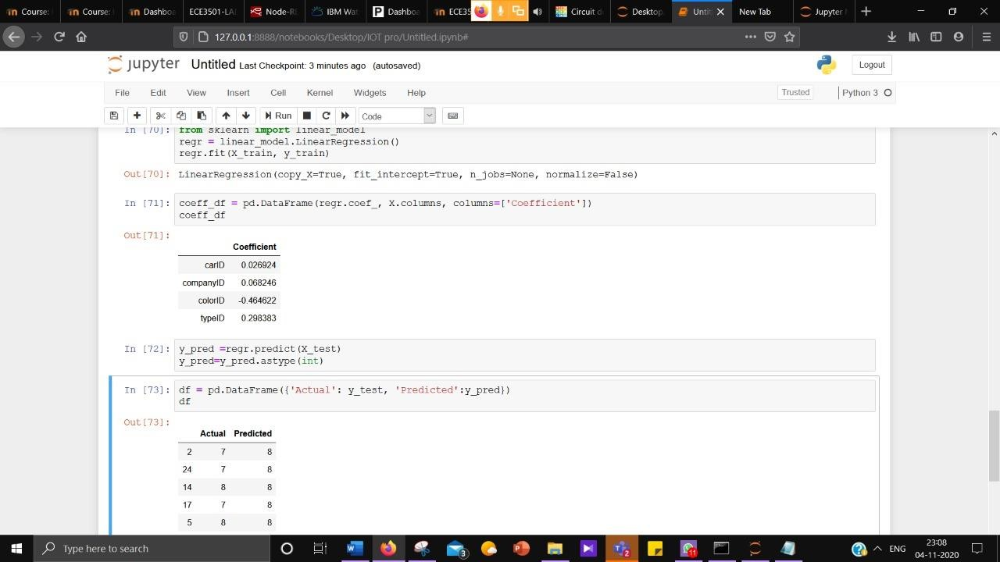 Course:
Course:
Dashboa
ECE3501-LA
Node-RE
IBM Wat
Dashboa
ECE35
Circuit d
Desktop
Untit
New Tab
Jupyter
127.0.0.1:8888/notebooks/Desktop/IOT pro/Untitled.ipynb#
jupyter Untitled Last Checkpoint: 3 minutes ago (autosaved)
Logout
File Edit View Insert Cell Kernel Widgets Help
Trusted Python 3
Run Code
In [70]: from sklearn import linear_model
regr = linear_model.LinearRegression()
regr.fit(X_train, y_train)
Out[70]: LinearRegression(copy_X=True, fit_intercept=True, n_jobs=None, normalize=False)
In [71]: coeff_df = pd.DataFrame(regr.coef_, X.columns, columns=['Coefficient'])
coeff_df
Out[71]:
Coefficient
carID 0.026924
companyID 0.068246
colorID -0.464622
typeID 0.298383
In [72]: y_pred =regr.predict(X_test)
y_pred=y_pred.astype(int)
In [73]: df = pd.DataFrame({'Actual': y_test, 'Predicted':y_pred})
df
Out[73]:
Actual Predicted
2 7 8
24 7 8
14 8 8
17 7 8
5 8 8
Type here to search
3
2
11
ENG
23:08
04-11-2020